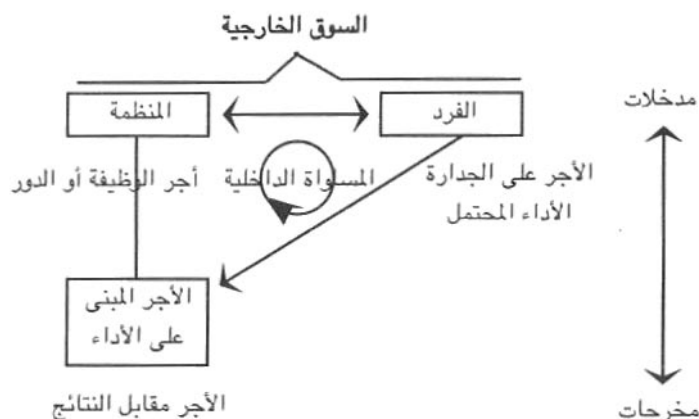 السوق الخارجية
مدخلات
الفرد
المنظمة
الأجر على الجدارة
الأداء المحتمل
المساواة الداخلية
أجر الوظيفة أو الدور
الأجر المبنى
على الأداء
مخرجات
الأجر مقابل النتائج